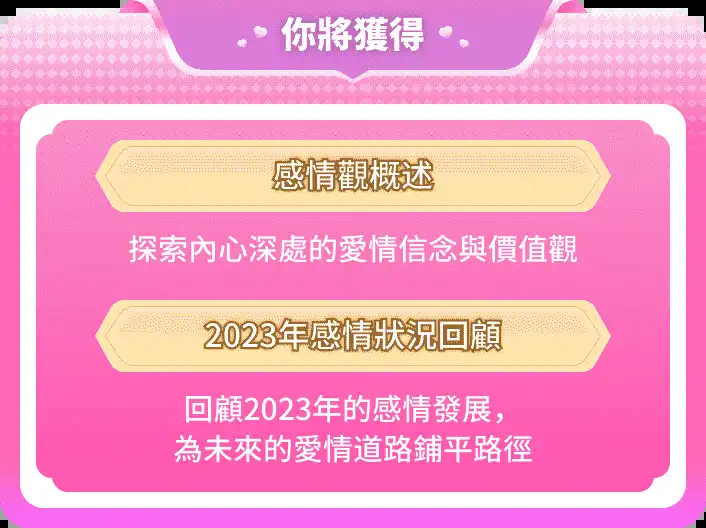 你將獲得
感情觀概述
探索內心深處的愛情信念與價值觀
2023年感情狀況回顧
回顧2023年的感情發展，
為未來的愛情道路鋪平路徑